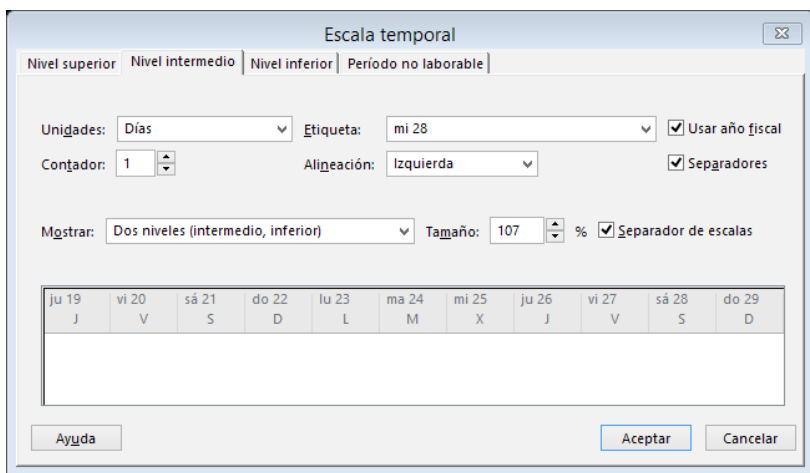 Escala temporal
Nivel superior Nivel intermedio Nivel inferior Período no laborable
Unidades: Días Etiqueta: mi 28 Usar año fiscal
Contador: 1 Alineación: Izquierda Separadores
Mostrar: Dos niveles (intermedio, inferior) Tamaño: 107 % Separador de escalas
ju 19 vi 20 sá 21 do 22 lu 23 ma 24 mi 25 ju 26 vi 27 sá 28 do 29
J V S D L M X J V S D
Ayuda Aceptar Cancelar